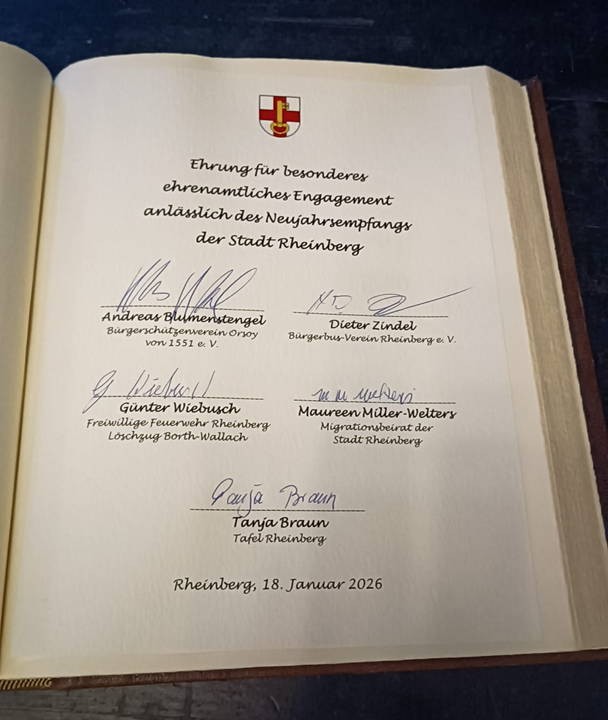 Ehrung für besonderes
ehrenamtliches Engagement
anlässlich des Neujahrsempfangs
der Stadt Rheinberg
Andreas Blumenstengel
Bürgerschützenverein Orsoy
von 1551 e. V.
Dieter Zindel
Bürgerbus-Verein Rheinberg e. V.
G Wiebusch
Günter Wiebusch
Freiwillige Feuerwehr Rheinberg
Löschzug Borth-Wallach
Maureen Miller-Welters
Migrationsbeirat der
Stadt Rheinberg
Tanja Braun
Tanja Braun
Tafel Rheinberg
Rheinberg, 18. Januar 2026